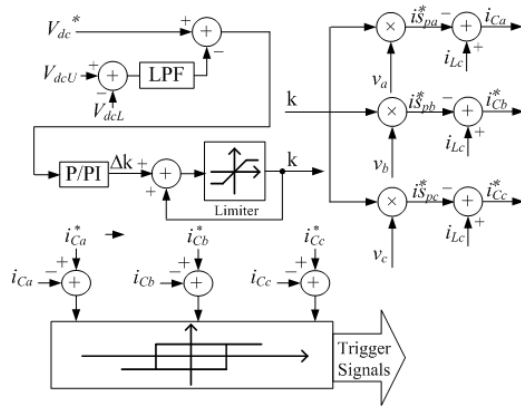 V_dc* + + −
V_dcU + + LPF
− V_dcL
P/PI Δk + + + k
Limiter
× is*_pa − + i_Ca
v_a i_Lc +
k × is*_pb − + i*_Cb
v_b i_Lc +
× is*_pc − + i*_Cc
v_c i_Lc +
i*_Ca i*_Cb i*_Cc
i_Ca − + + i_Cb − + + i_Cc − + +
Trigger
Signals